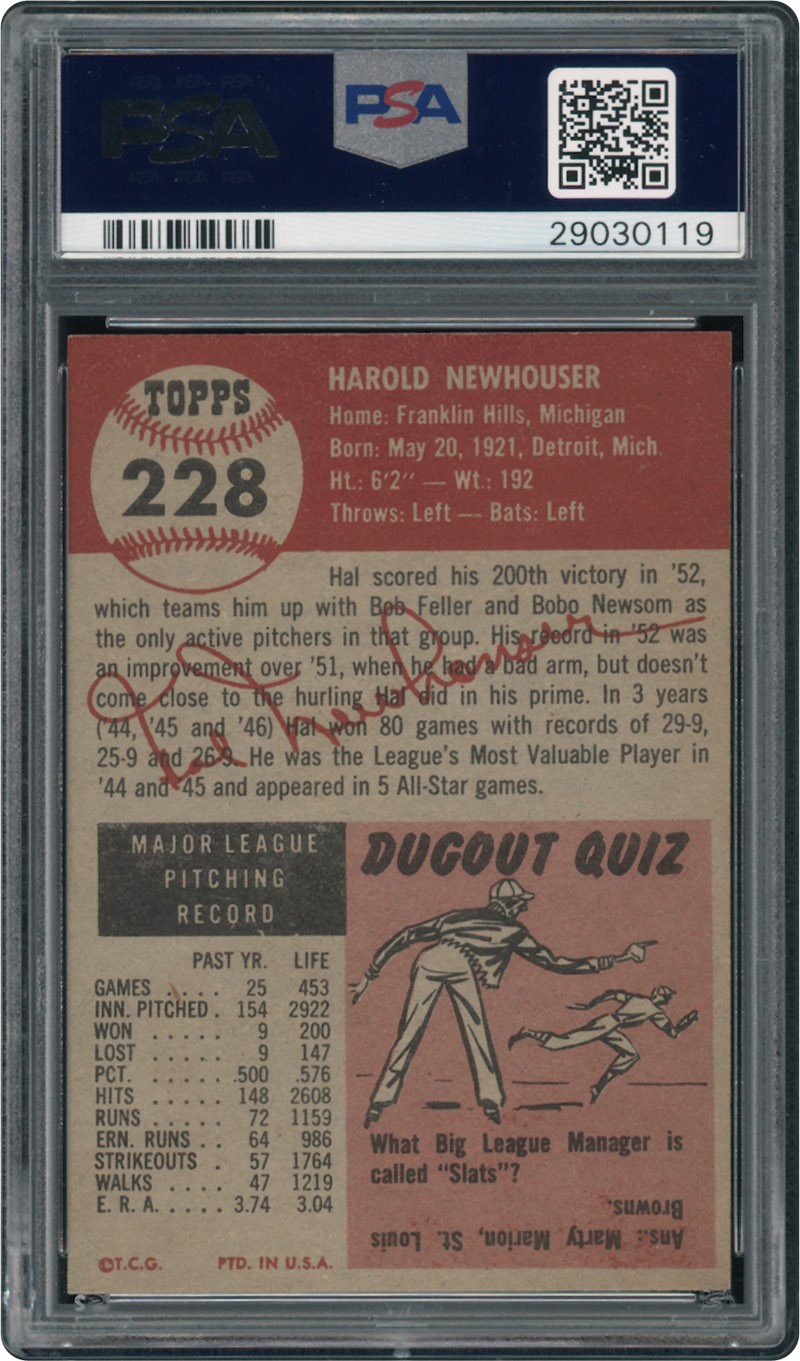 PSA
PSA
29030119
TOPPS
228
HAROLD NEWHOUSER
Home: Franklin Hills, Michigan
Born: May 20, 1921, Detroit, Mich.
Ht.: 6'2" — Wt.: 192
Throws: Left — Bats: Left
Hal scored his 200th victory in '52,
which teams him up with Bob Feller and Bobo Newsom as
the only active pitchers in that group. His record in '52 was
an improvement over '51, when he had a bad arm, but doesn't
come close to the hurling Hal did in his prime. In 3 years
('44, '45 and '46) Hal won 80 games with records of 29-9,
25-9 and 26-9. He was the League's Most Valuable Player in
'44 and '45 and appeared in 5 All-Star games.
Hal Newhouser
MAJOR LEAGUE
PITCHING
RECORD
PAST YR. LIFE
GAMES .... 25 453
INN. PITCHED . 154 2922
WON ..... 9 200
LOST ..... 9 147
PCT. ..... .500 .576
HITS ..... 148 2608
RUNS ..... 72 1159
ERN. RUNS .. 64 986
STRIKEOUTS . 57 1764
WALKS .... 47 1219
E. R. A. .... 3.74 3.04
DUGOUT QUIZ
What Big League Manager is
called "Slats"?
Ans.: Marty Marion, St. Louis
Browns.
©T.C.G. PTD. IN U.S.A.